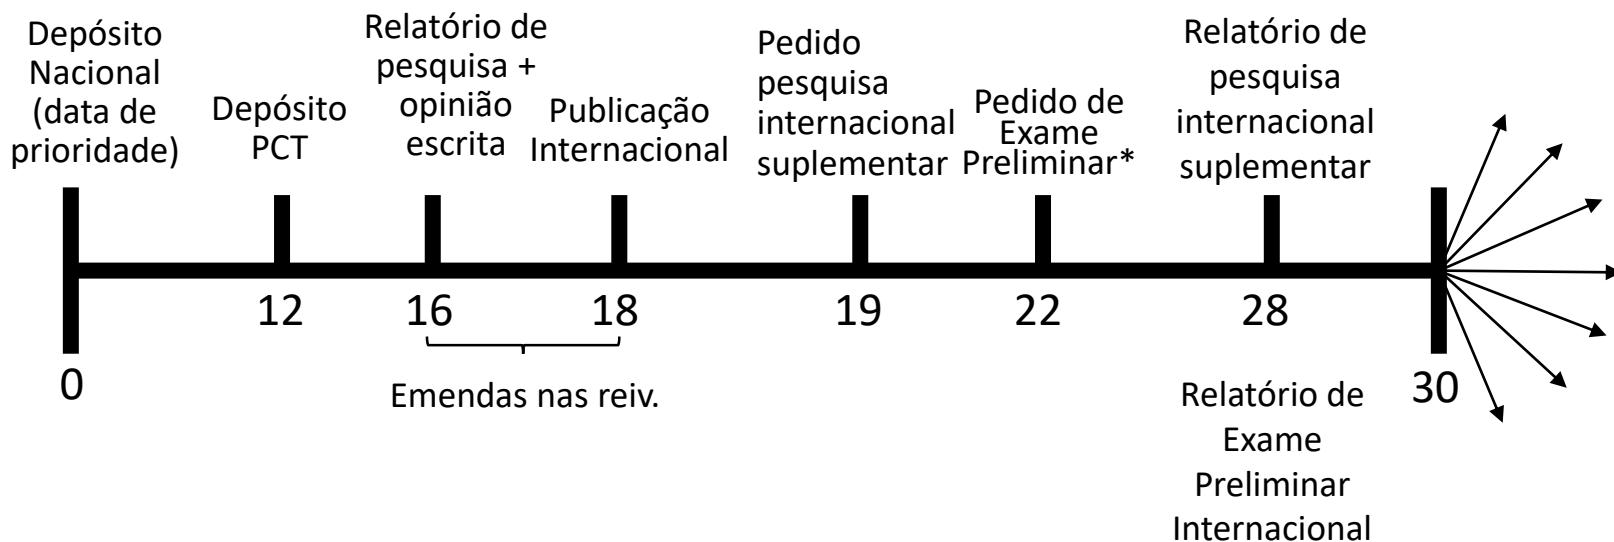 Depósito
Nacional
(data de
prioridade)
Depósito
PCT
Relatório de
pesquisa +
opinião
escrita
Publicação
Internacional
Pedido
pesquisa
internacional
suplementar
Pedido de
Exame
Preliminar*
Relatório de
pesquisa
internacional
suplementar
0
12
16
18
19
22
28
30
Emendas nas reiv.
Relatório de
Exame
Preliminar
Internacional